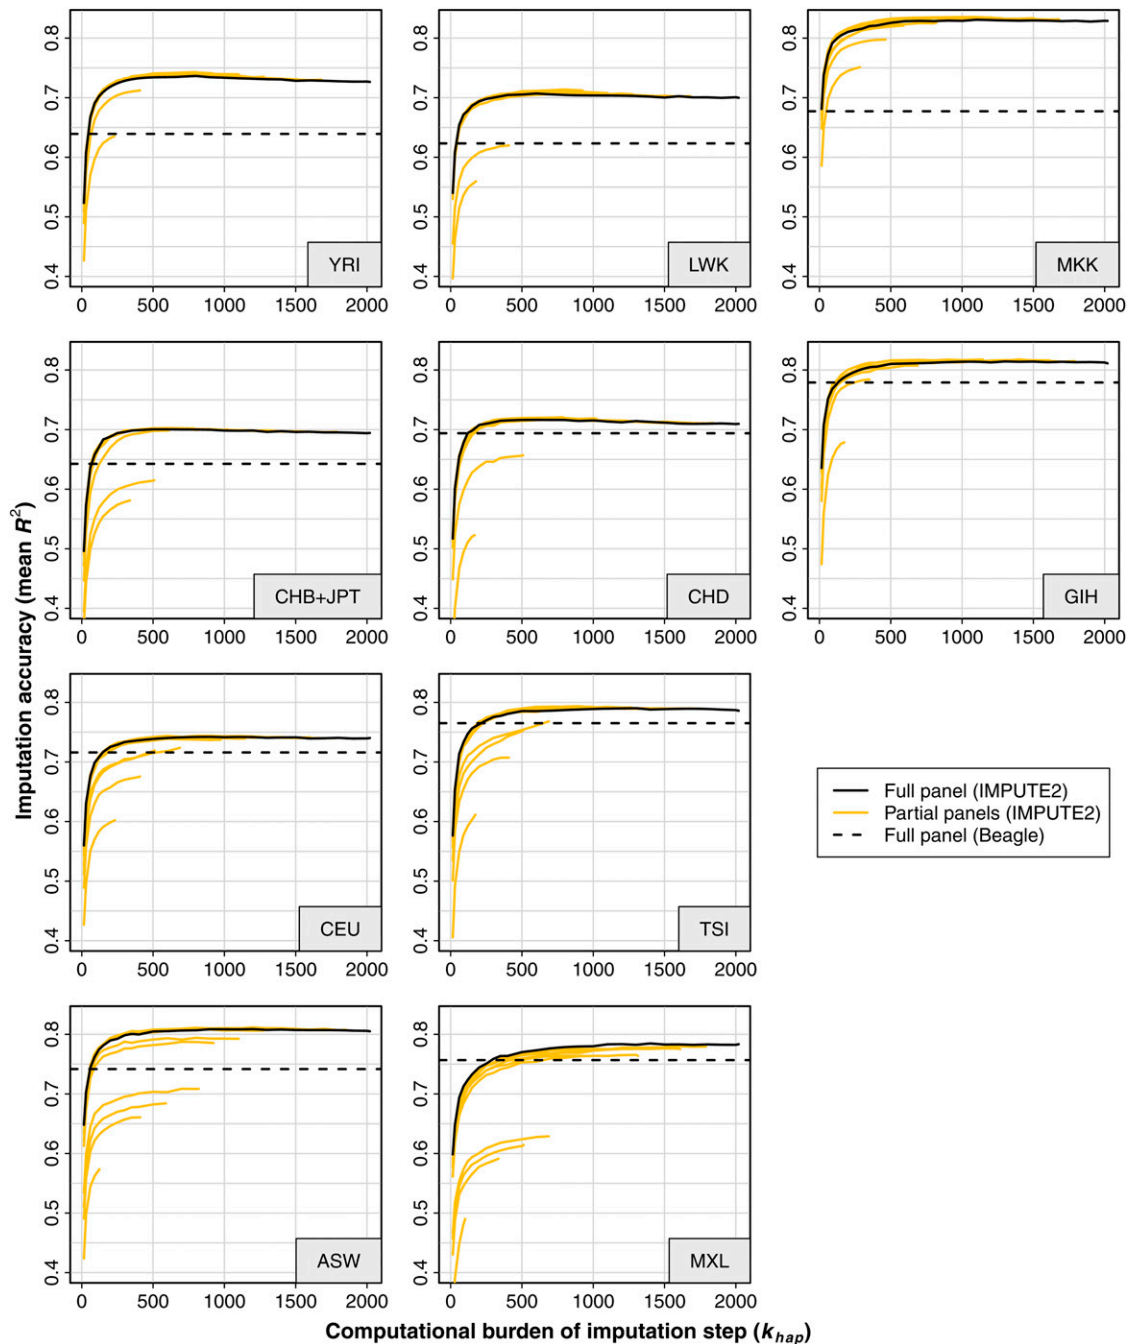 Imputation accuracy (mean R²)
0.4 0.5 0.6 0.7 0.8
0 500 1000 1500 2000
YRI
0.4 0.5 0.6 0.7 0.8
0 500 1000 1500 2000
LWK
0.4 0.5 0.6 0.7 0.8
0 500 1000 1500 2000
MKK
0.4 0.5 0.6 0.7 0.8
0 500 1000 1500 2000
CHB+JPT
0.4 0.5 0.6 0.7 0.8
0 500 1000 1500 2000
CHD
0.4 0.5 0.6 0.7 0.8
0 500 1000 1500 2000
GIH
0.4 0.5 0.6 0.7 0.8
0 500 1000 1500 2000
CEU
0.4 0.5 0.6 0.7 0.8
0 500 1000 1500 2000
TSI
Full panel (IMPUTE2)
Partial panels (IMPUTE2)
Full panel (Beagle)
0.4 0.5 0.6 0.7 0.8
0 500 1000 1500 2000
ASW
0.4 0.5 0.6 0.7 0.8
0 500 1000 1500 2000
MXL
Computational burden of imputation step (k_hap)